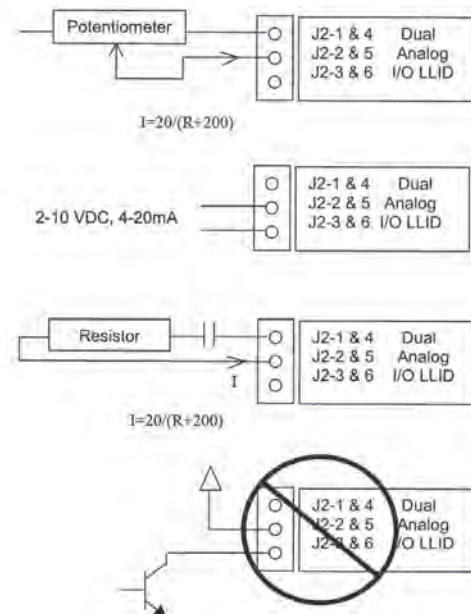 Potentiometer
J2-1 & 4 Dual
J2-2 & 5 Analog
J2-3 & 6 I/O LLID
I=20/(R+200)
2-10 VDC, 4-20mA
J2-1 & 4 Dual
J2-2 & 5 Analog
J2-3 & 6 I/O LLID
Resistor
I
J2-1 & 4 Dual
J2-2 & 5 Analog
J2-3 & 6 I/O LLID
I=20/(R+200)
J2-1 & 4 Dual
J2-2 & 5 Analog
J2-3 & 6 I/O LLID